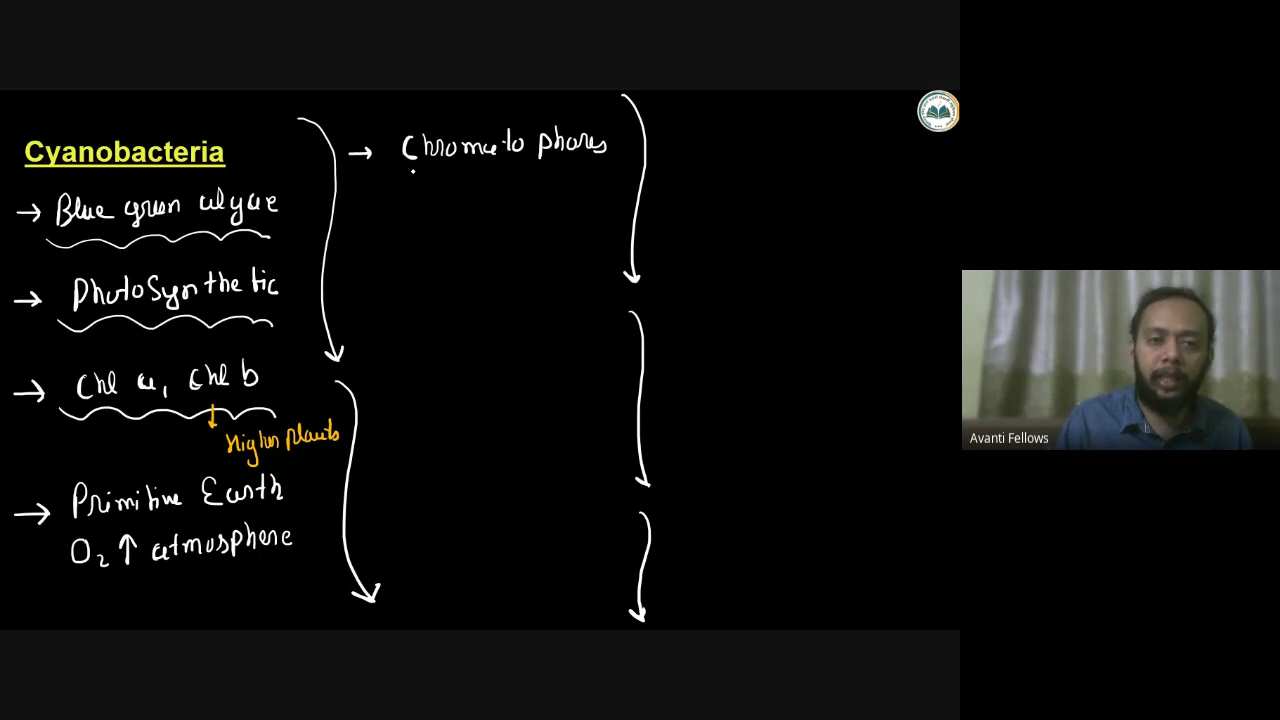 Cyanobacteria
→ Blue green algae
→ PhotoSynthetic
→ Chl a, Chl b
Higher plants
→ Primitive Earth
O₂ ↑ atmosphere
→ Chromatophores
Avanti Fellows